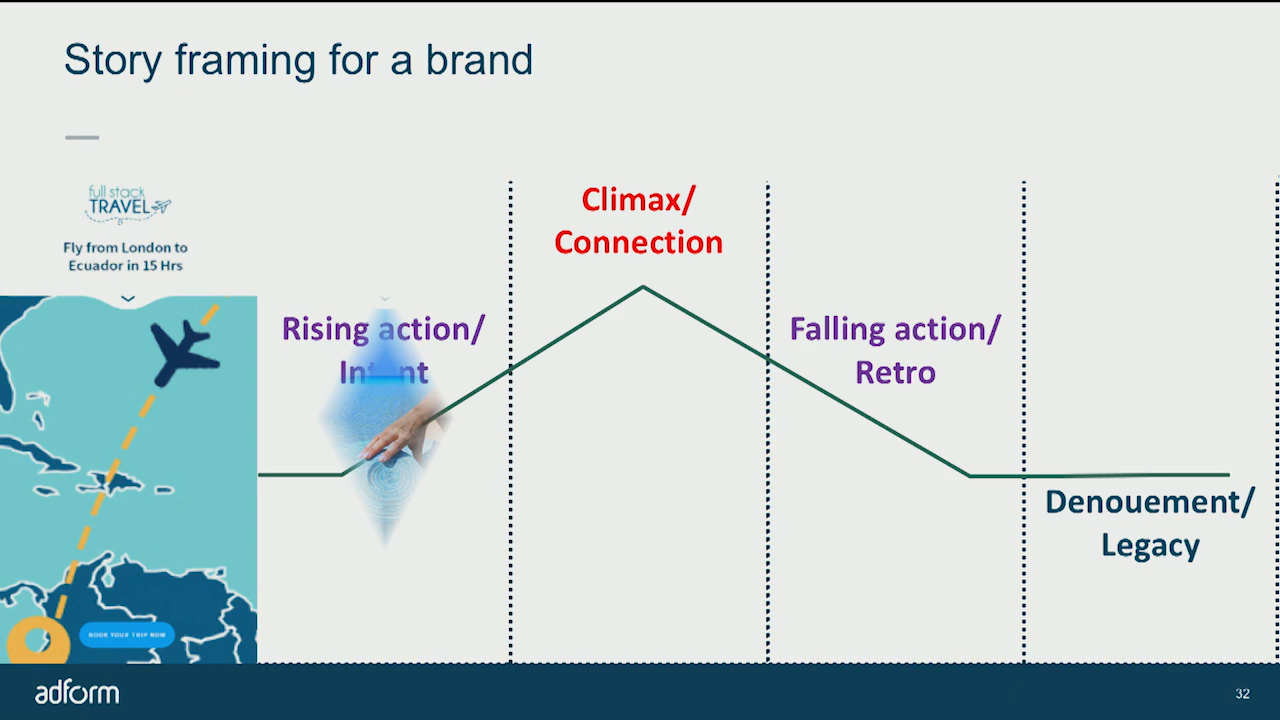 Story framing for a brand
full stack
TRAVEL
Fly from London to
Ecuador in 15 Hrs
BOOK YOUR TRIP NOW
Rising action/
Intent
Climax/
Connection
Falling action/
Retro
Denouement/
Legacy
adform
32